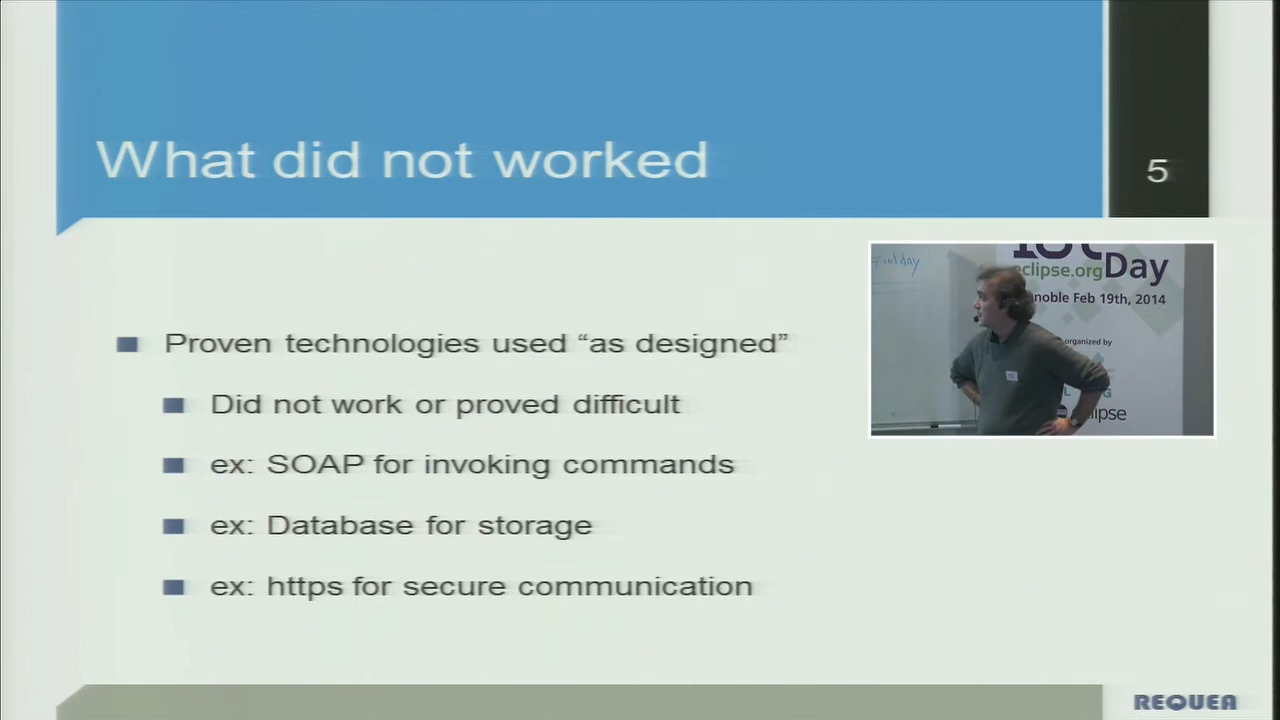 What did not worked
5
Proven technologies used “as designed”
Did not work or proved difficult
ex: SOAP for invoking commands
ex: Database for storage
ex: https for secure communication
#iotday
eclipse.org Day
noble Feb 19th, 2014
organized by
eclipse
REQUEA